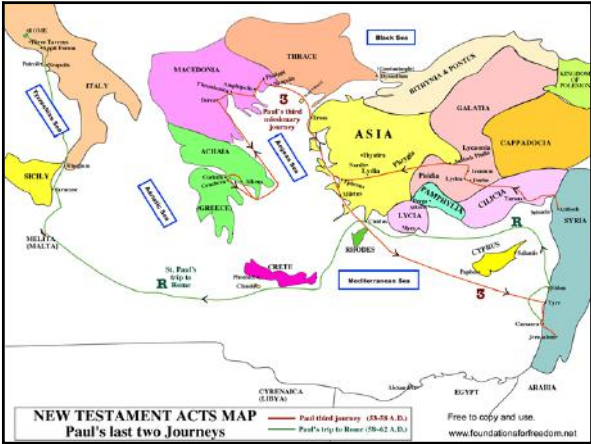 ROME
Three Taverns
Appii Forum
Puteoli
Neapolis
ITALY
Tyrrhenian Sea
SICILY
Rhegium
Syracuse
MELITA
(MALTA)
Adriatic Sea
MACEDONIA
Thessalonica
Amphipolis
Philippi
Neapolis
Berea
THRACE
Black Sea
BITHYNIA & PONTUS
KINGDOM
OF
POLEMON
3
Paul's third
missionary
journey
Aegean Sea
ACHAIA
Corinth
Cenchrea
Athens
(GREECE)
Troas
ASIA
Thyatira
Sardis
Lydia
Ephesus
Miletus
Phrygia
GALATIA
Lycaonia
Antioch Pisidia
Iconium
Lystra
Derbe
CAPPADOCIA
Pisidia
PAMPHYLIA
Perga
LYCIA
Myra
CILICIA
Tarsus
Antioch
SYRIA
Cnidus
RHODES
R
CYPRUS
Salamis
Paphos
CRETE
Phoenix
St. Paul's
trip to
Rome
R
Mediterranean Sea
3
Sidon
Tyre
Caesarea
Jerusalem
CYRENAICA
(LIBYA)
Alexandria
EGYPT
ARABIA
NEW TESTAMENT ACTS MAP
Paul's last two Journeys
Paul third journey (53-58 A.D.)
Paul's trip to Rome (58-62 A.D.)
Free to copy and use.
www.foundationsforfreedom.net